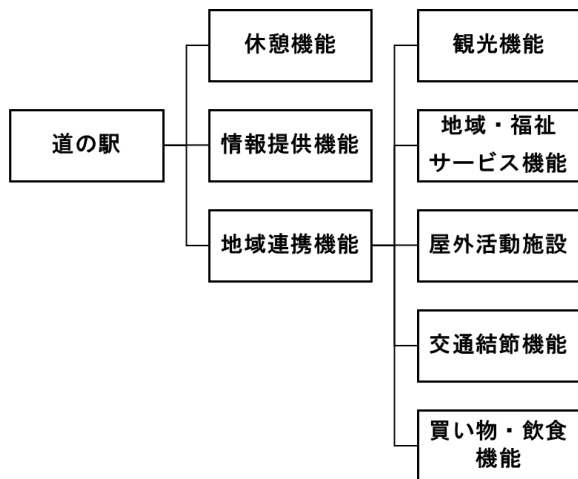 道の駅
休憩機能
情報提供機能
地域連携機能
観光機能
地域・福祉
サービス機能
屋外活動施設
交通結節機能
買い物・飲食
機能